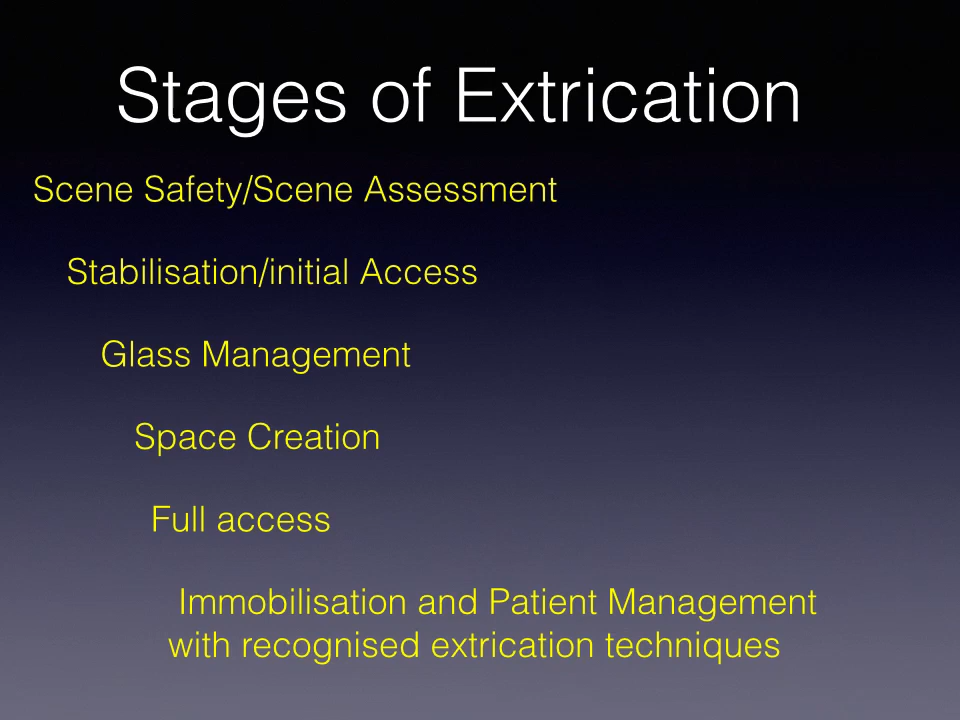 Stages of Extrication
Scene Safety/Scene Assessment
Stabilisation/initial Access
Glass Management
Space Creation
Full access
Immobilisation and Patient Management
with recognised extrication techniques